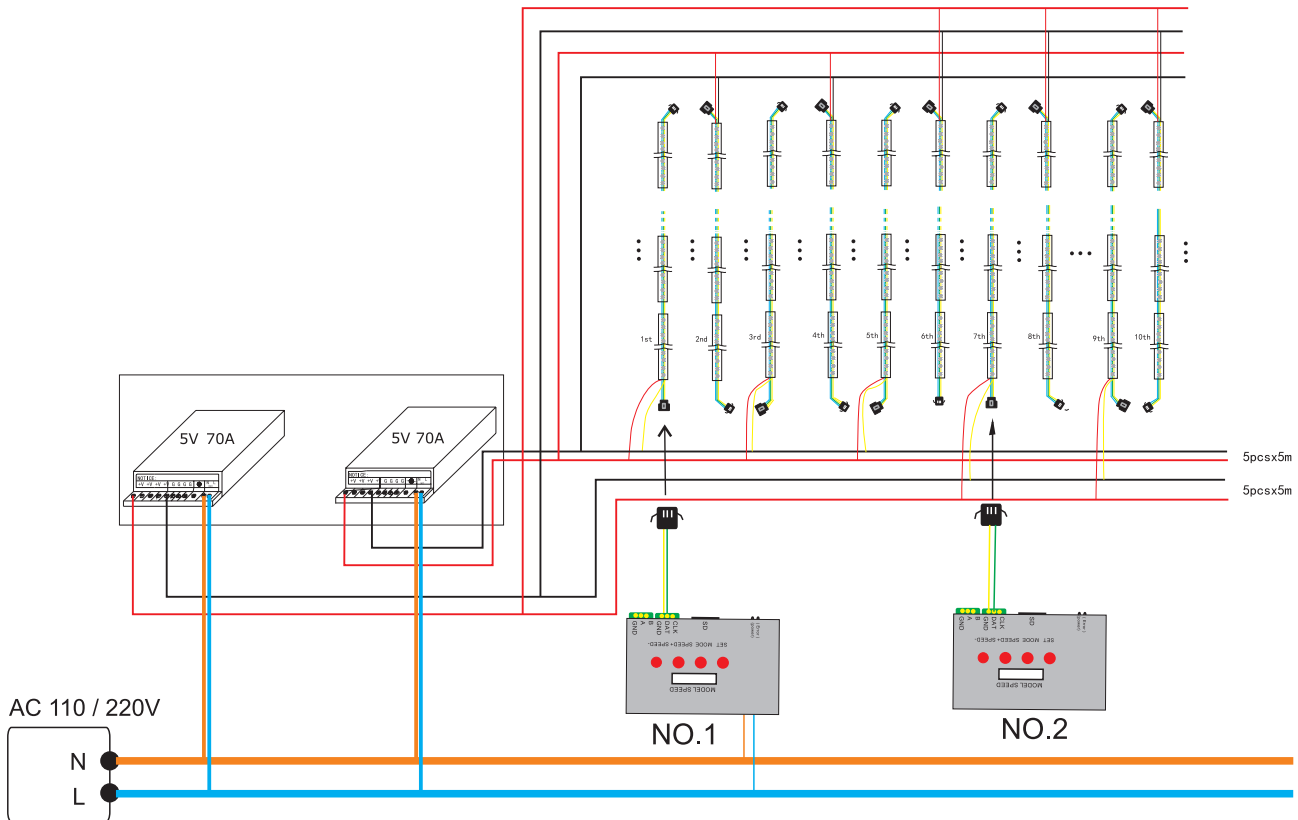 1st
2nd
3rd
4th
5th
6th
7th
8th
9th
10th
5V 70A
5V 70A
NOTICE:
+V +V +V +V G G G G
NOTICE:
+V +V +V +V G G G G
5pcsx5m
5pcsx5m
GND
A
B
GND
DAT
CLK
SD
SPEED- SPEED+ MODE SET
MODEL SPEED
GND
A
B
GND
DAT
CLK
SD
SPEED- SPEED+ MODE SET
MODEL SPEED
NO.1
NO.2
AC 110 / 220V
N
L